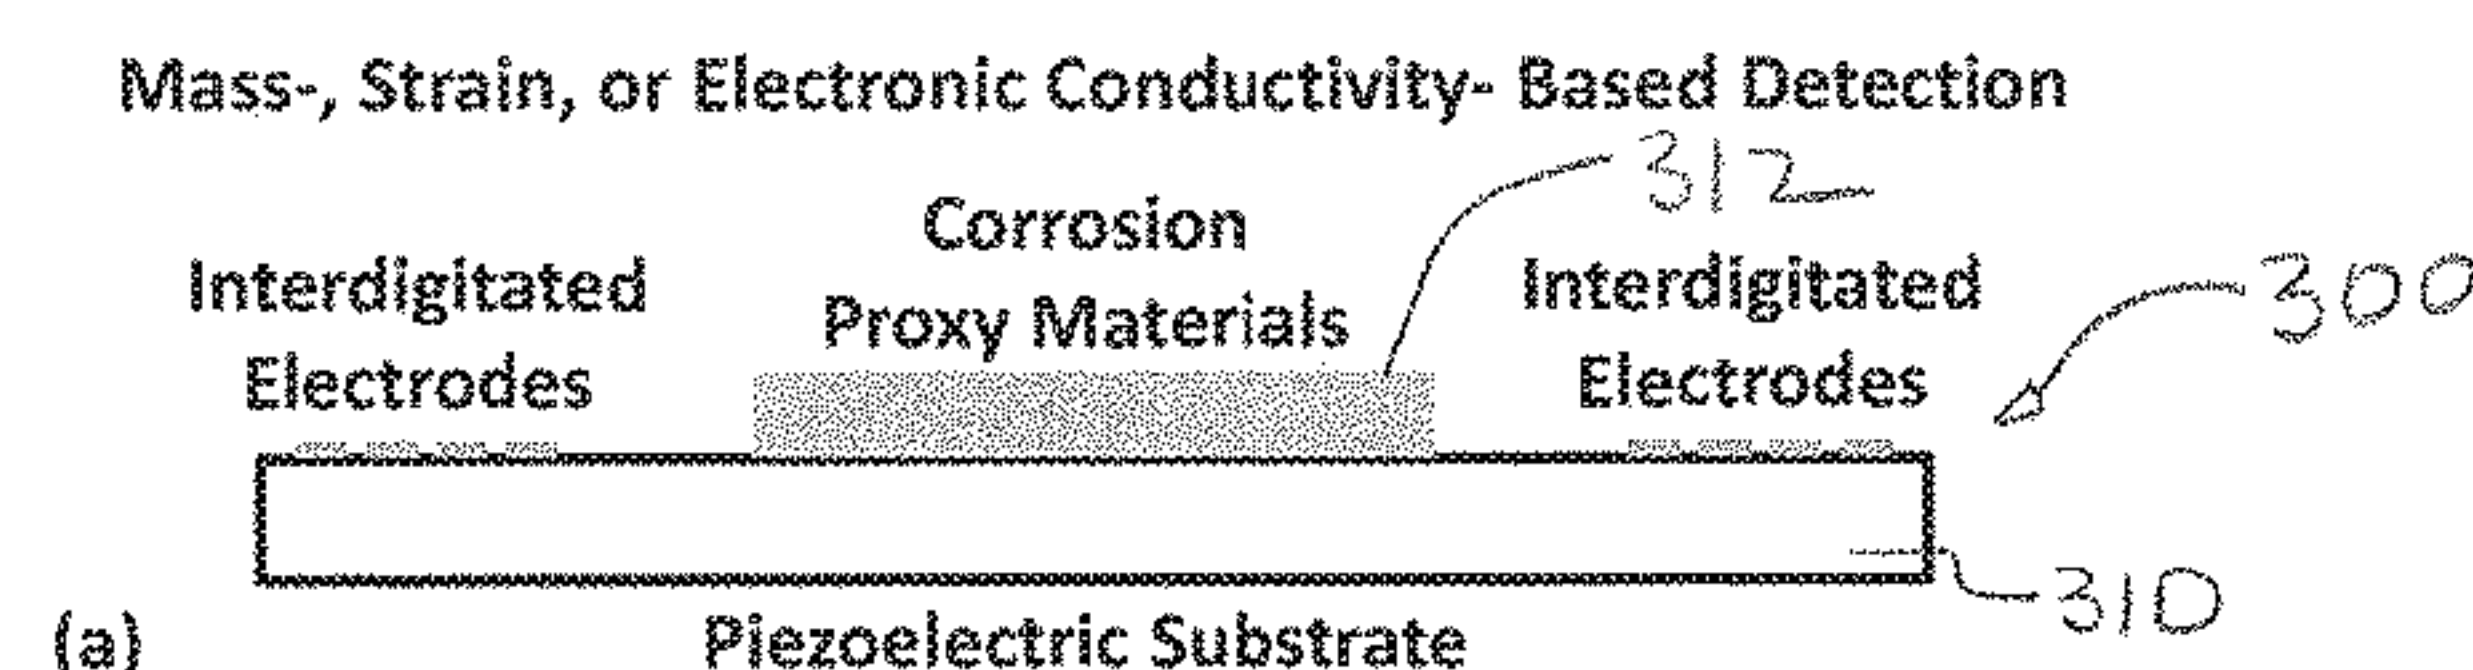 Mass-, Strain, or Electronic Conductivity- Based Detection
312
Corrosion
Proxy Materials
Interdigitated
Electrodes
Interdigitated
Electrodes
300
310
Piezoelectric Substrate
(a)